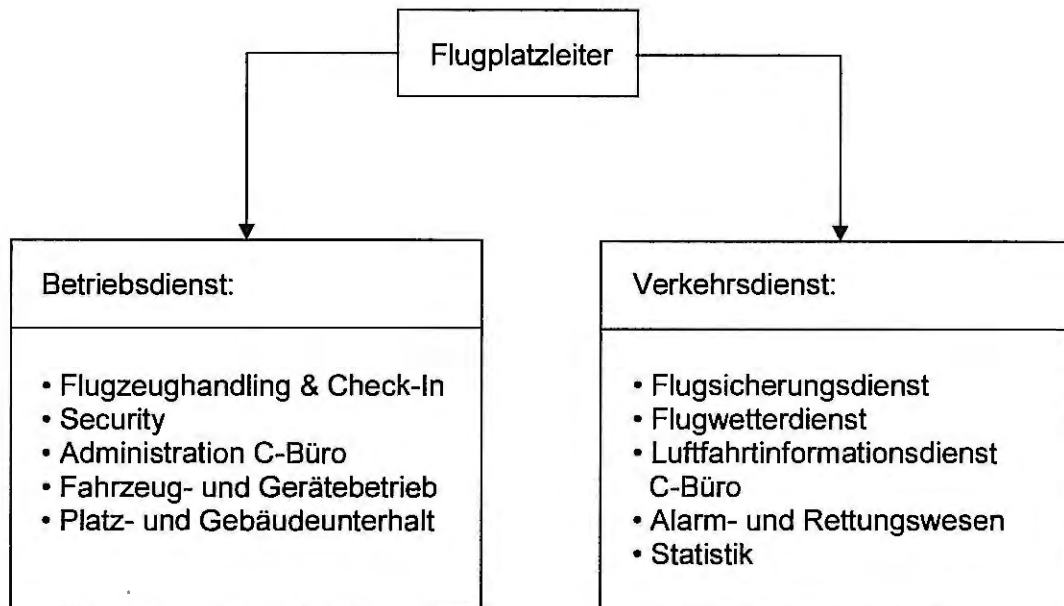 Flugplatzleiter
Betriebsdienst:
• Flugzeughandling & Check-In
• Security
• Administration C-Büro
• Fahrzeug- und Gerätebetrieb
• Platz- und Gebäudeunterhalt
Verkehrsdienst:
• Flugsicherungsdienst
• Flugwetterdienst
• Luftfahrtinformationsdienst
C-Büro
• Alarm- und Rettungswesen
• Statistik